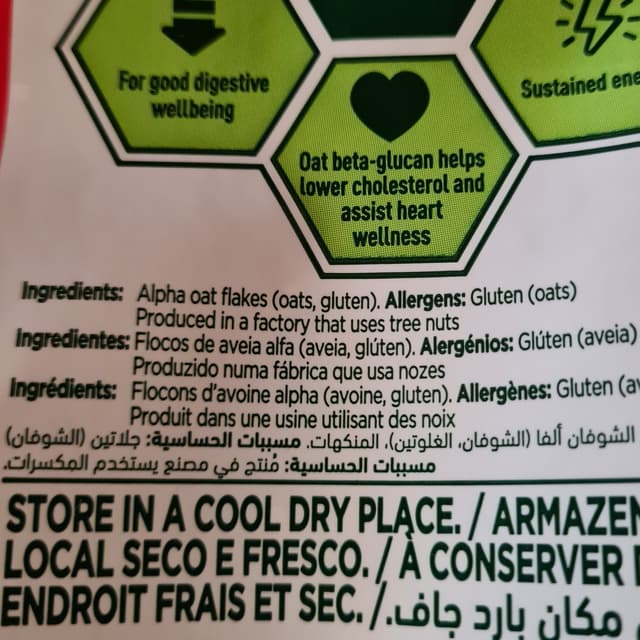 For good digestive
wellbeing
Sustained
Oat beta-glucan helps
lower cholesterol and
assist heart
wellness
Ingredients: Alpha oat flakes (oats, gluten). Allergens: Gluten (oats)
Produced in a factory that uses tree nuts
Ingredientes: Flocos de aveia alfa (aveia, glúten). Alergénios: Glúten (aveia)
Produzido numa fábrica que usa nozes
Ingrédients: Flocons d'avoine alpha (avoine, gluten). Allergènes: Gluten
Produit dans une usine utilisant des noix
الشوفان ألفا (الشوفان، الغلوتين)، المنكهات. مسببات الحساسية: جلاتين (الشوفان)
مسببات الحساسية: مُنتج في مصنع يستخدم المكسرات.
STORE IN A COOL DRY PLACE. /
LOCAL SECO E FRESCO. / À CONSERVER
ENDROIT FRAIS ET SEC. / مكان بارد جاف.